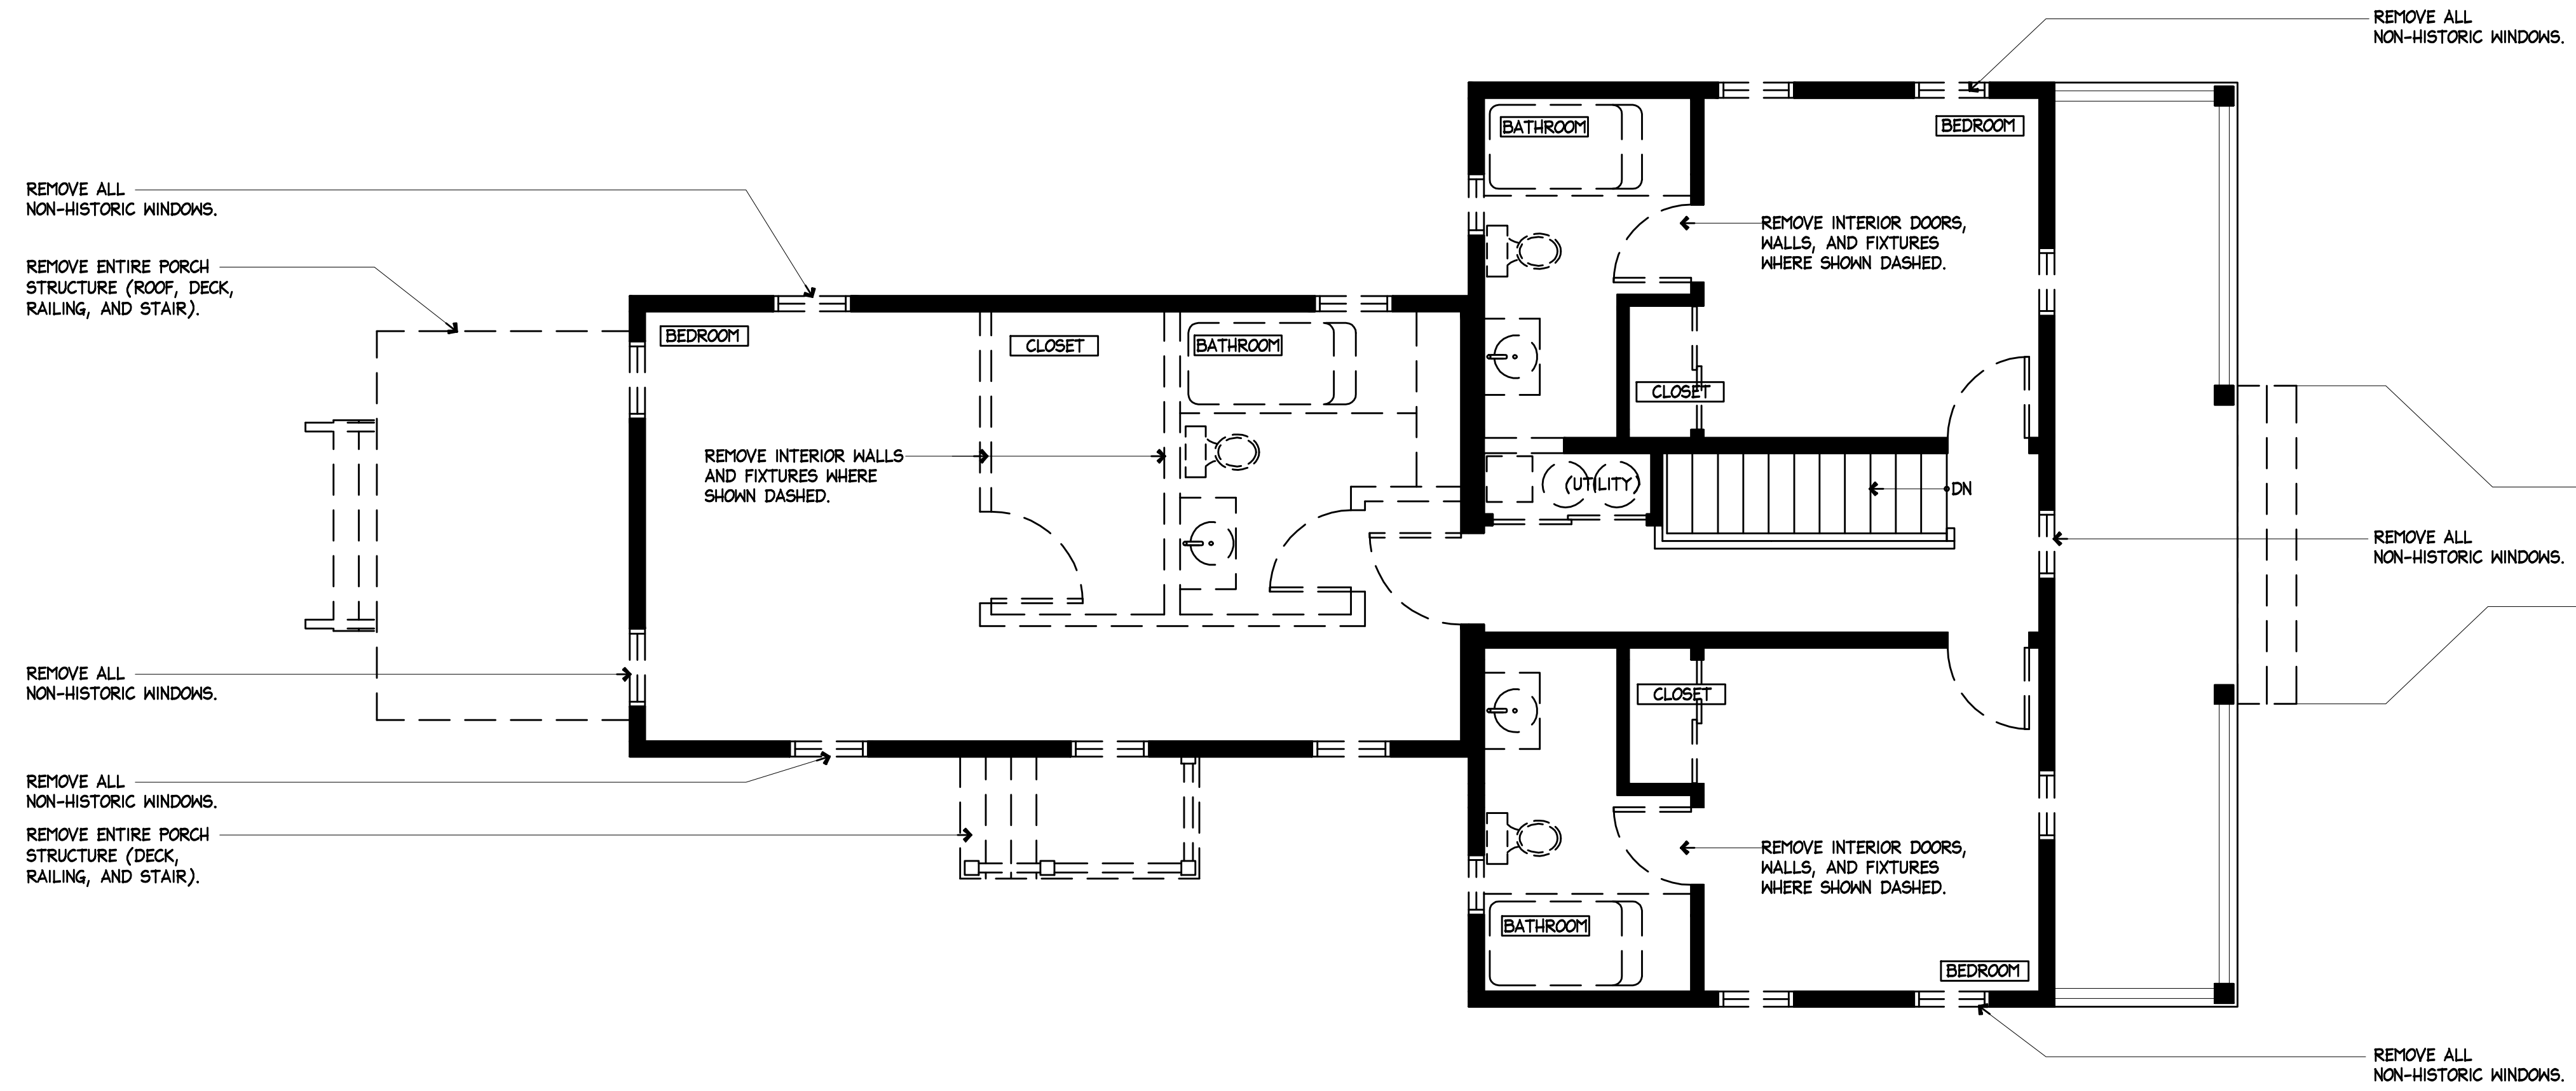 REMOVE ALL
NON-HISTORIC WINDOWS.
BATHROOM
BEDROOM
REMOVE ALL
NON-HISTORIC WINDOWS.
REMOVE INTERIOR DOORS,
WALLS, AND FIXTURES
WHERE SHOWN DASHED.
REMOVE ENTIRE PORCH
STRUCTURE (ROOF, DECK,
RAILING, AND STAIR).
BEDROOM
CLOSET
BATHROOM
CLOSET
REMOVE INTERIOR WALLS
AND FIXTURES WHERE
SHOWN DASHED.
(UTILITY)
DN
REMOVE ALL
NON-HISTORIC WINDOWS.
REMOVE ALL
NON-HISTORIC WINDOWS.
CLOSET
REMOVE ALL
NON-HISTORIC WINDOWS.
REMOVE ENTIRE PORCH
STRUCTURE (DECK,
RAILING, AND STAIR).
REMOVE INTERIOR DOORS,
WALLS, AND FIXTURES
WHERE SHOWN DASHED.
BATHROOM
BEDROOM
REMOVE ALL
NON-HISTORIC WINDOWS.